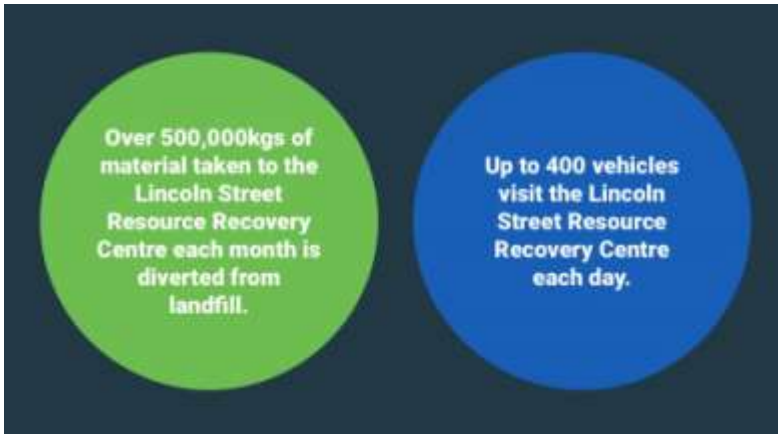 Over 500,000kgs of
material taken to the
Lincoln Street
Resource Recovery
Centre each month is
diverted from
landfill.
Up to 400 vehicles
visit the Lincoln
Street Resource
Recovery Centre
each day.